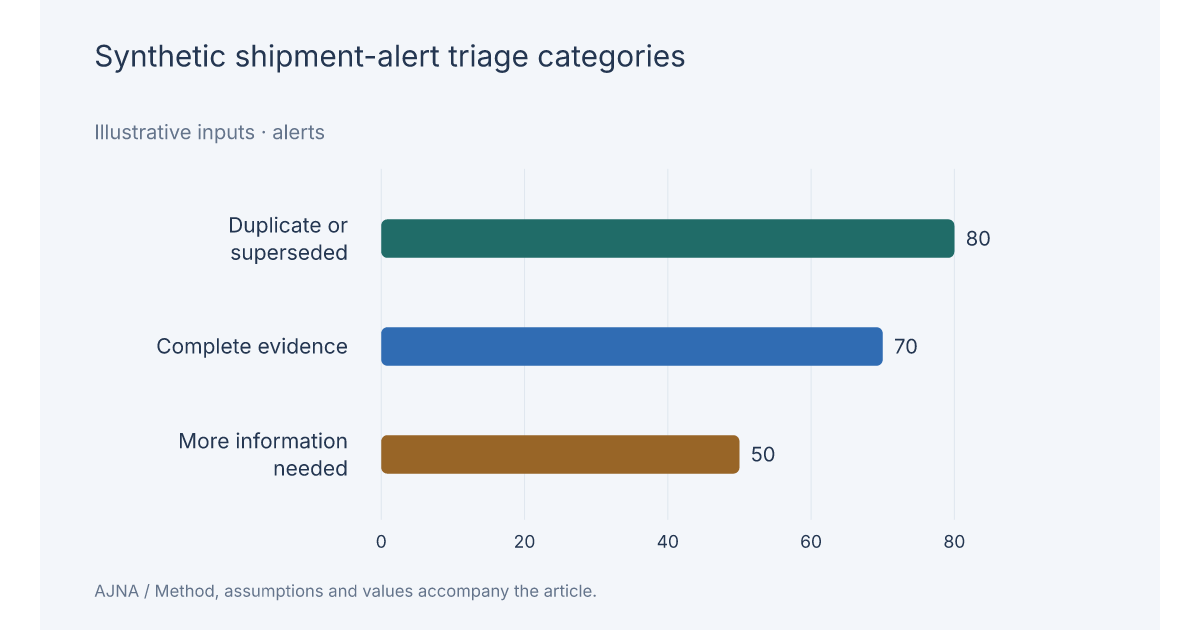 Synthetic shipment-alert triage categories
Illustrative inputs · alerts
Duplicate or
superseded
80
Complete evidence
70
More information
needed
50
0 20 40 60 80
AJNA / Method, assumptions and values accompany the article.